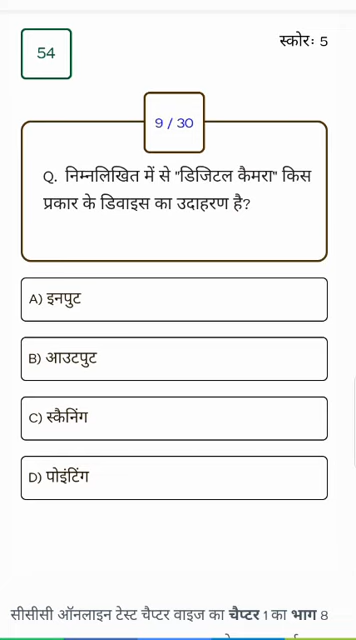 54
स्कोरः 5
9 / 30
Q. निम्नलिखित में से "डिजिटल कैमरा" किस
प्रकार के डिवाइस का उदाहरण है?
A) इनपुट
B) आउटपुट
C) स्कैनिंग
D) पोइंटिंग
सीसीसी ऑनलाइन टेस्ट चैप्टर वाइज का चैप्टर 1 का भाग 8